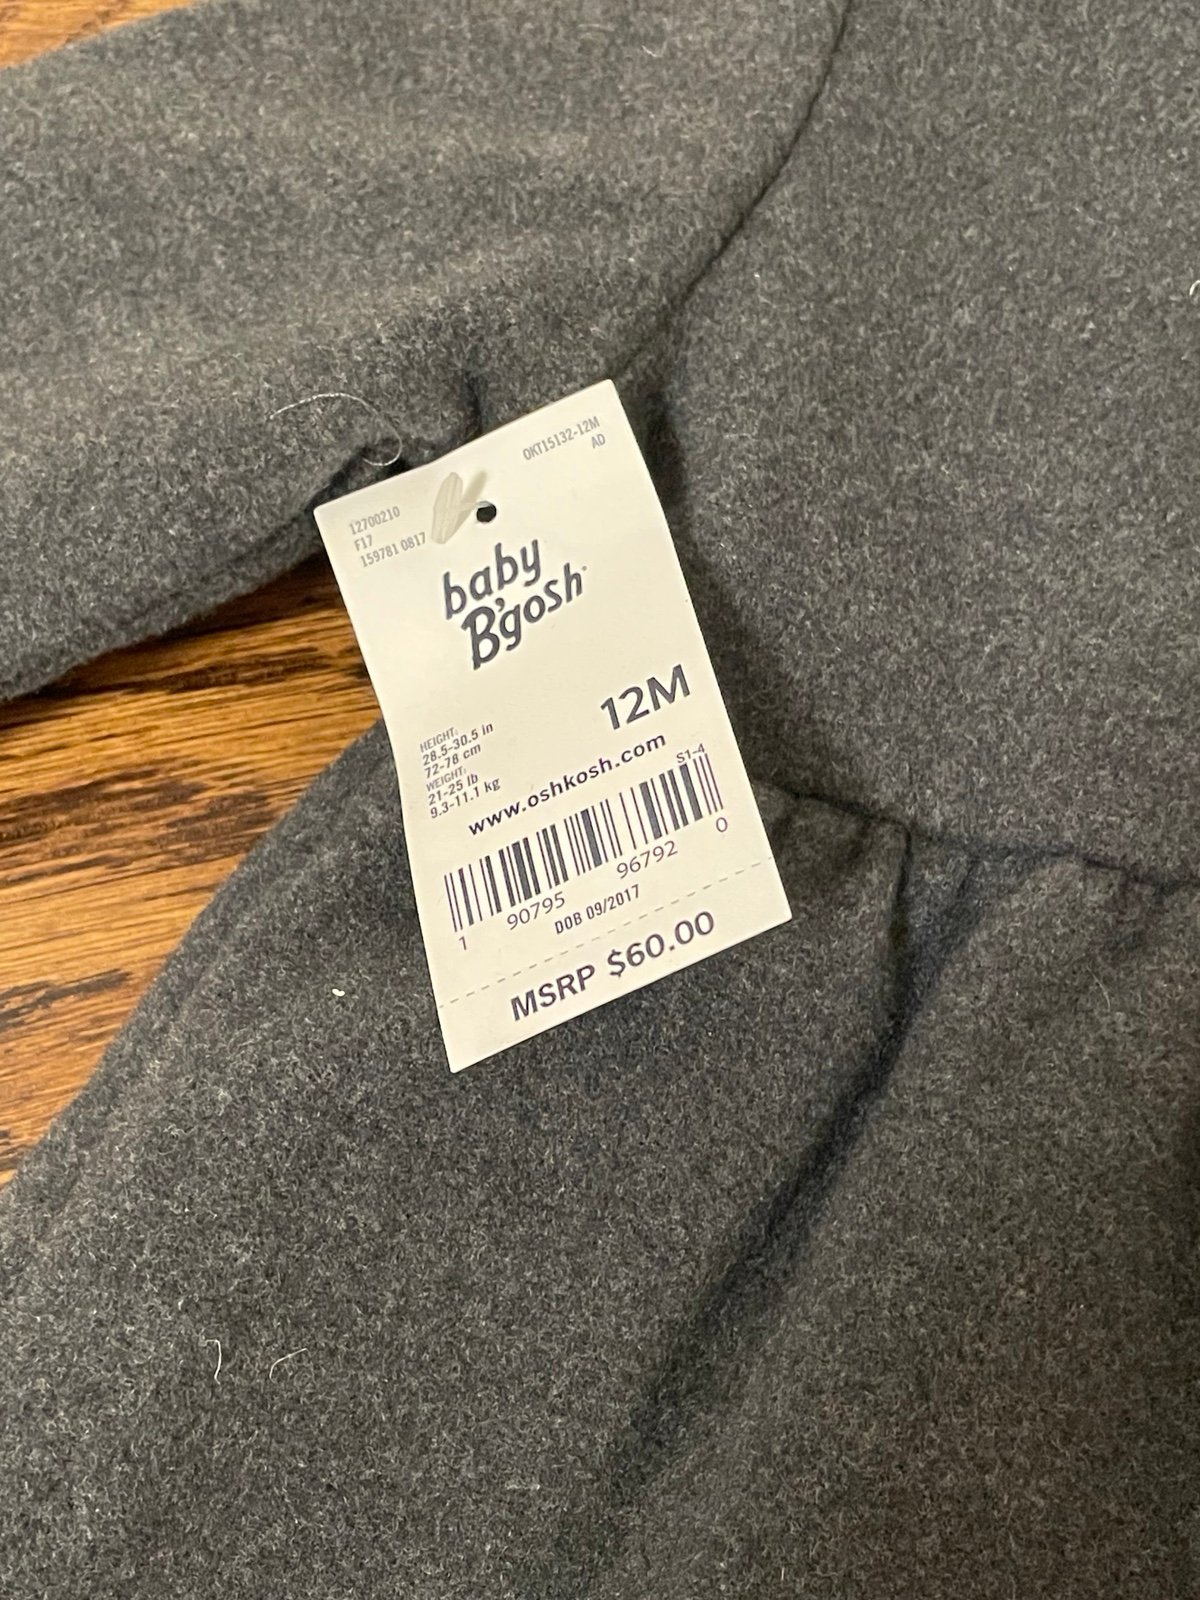 OKT15132-12M
AD
12700210
F17
159781 0817
baby
B'gosh
12M
HEIGHT:
28.5-30.5 in
72-78 cm
WEIGHT:
21-25 lb
9.3-11.1 kg
www.oshkosh.com
S1-4
1 90795 96792 0
DOB 09/2017
MSRP $60.00